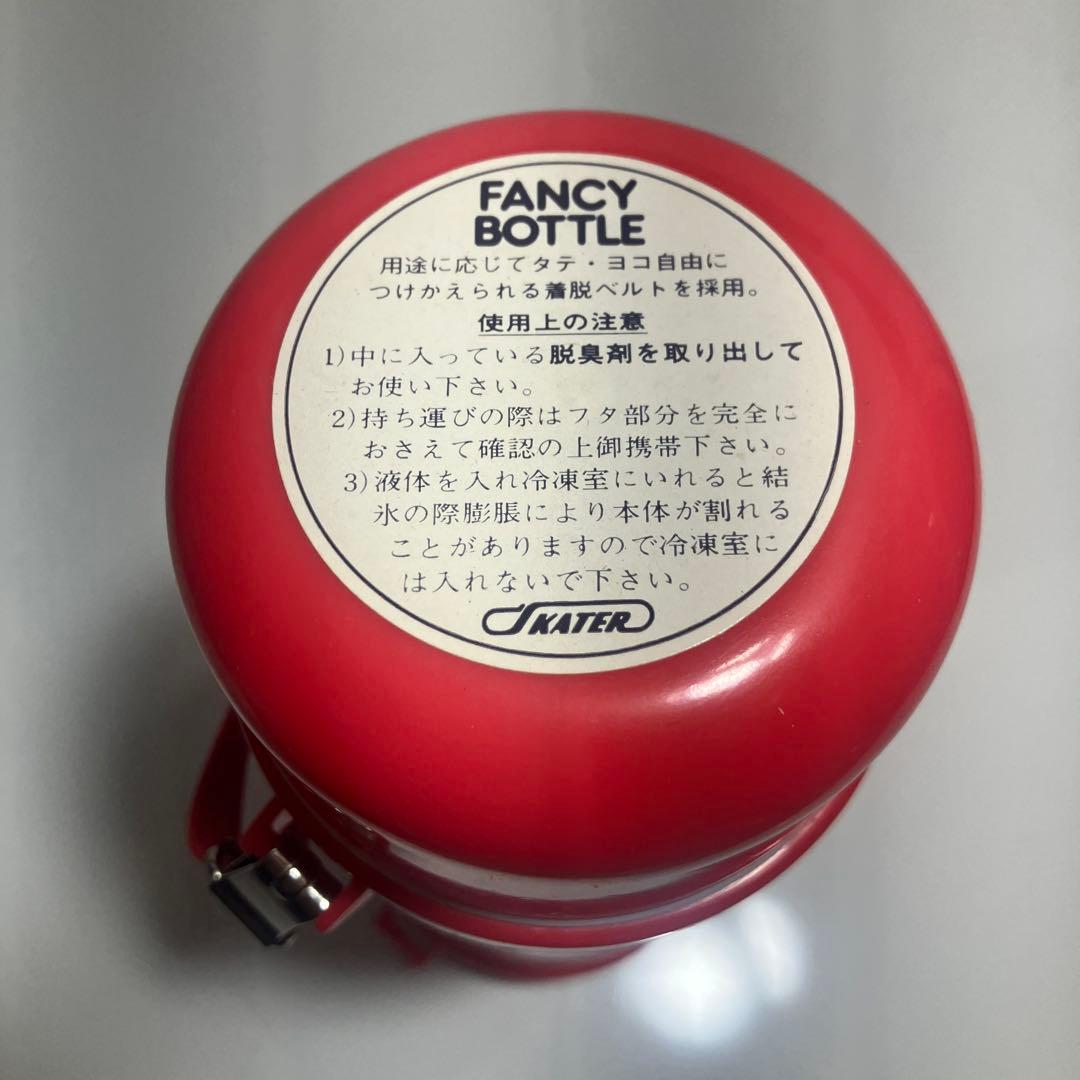 FANCY
BOTTLE
用途に応じてタテ・ヨコ自由に
つけかえられる着脱ベルトを採用。
使用上の注意
1)中に入っている脱臭剤を取り出して
お使い下さい。
2)持ち運びの際はフタ部分を完全に
おさえて確認の上御携帯下さい。
3)液体を入れ冷凍室にいれると結
氷の際膨脹により本体が割れる
ことがありますので冷凍室に
は入れないで下さい。
SKATER